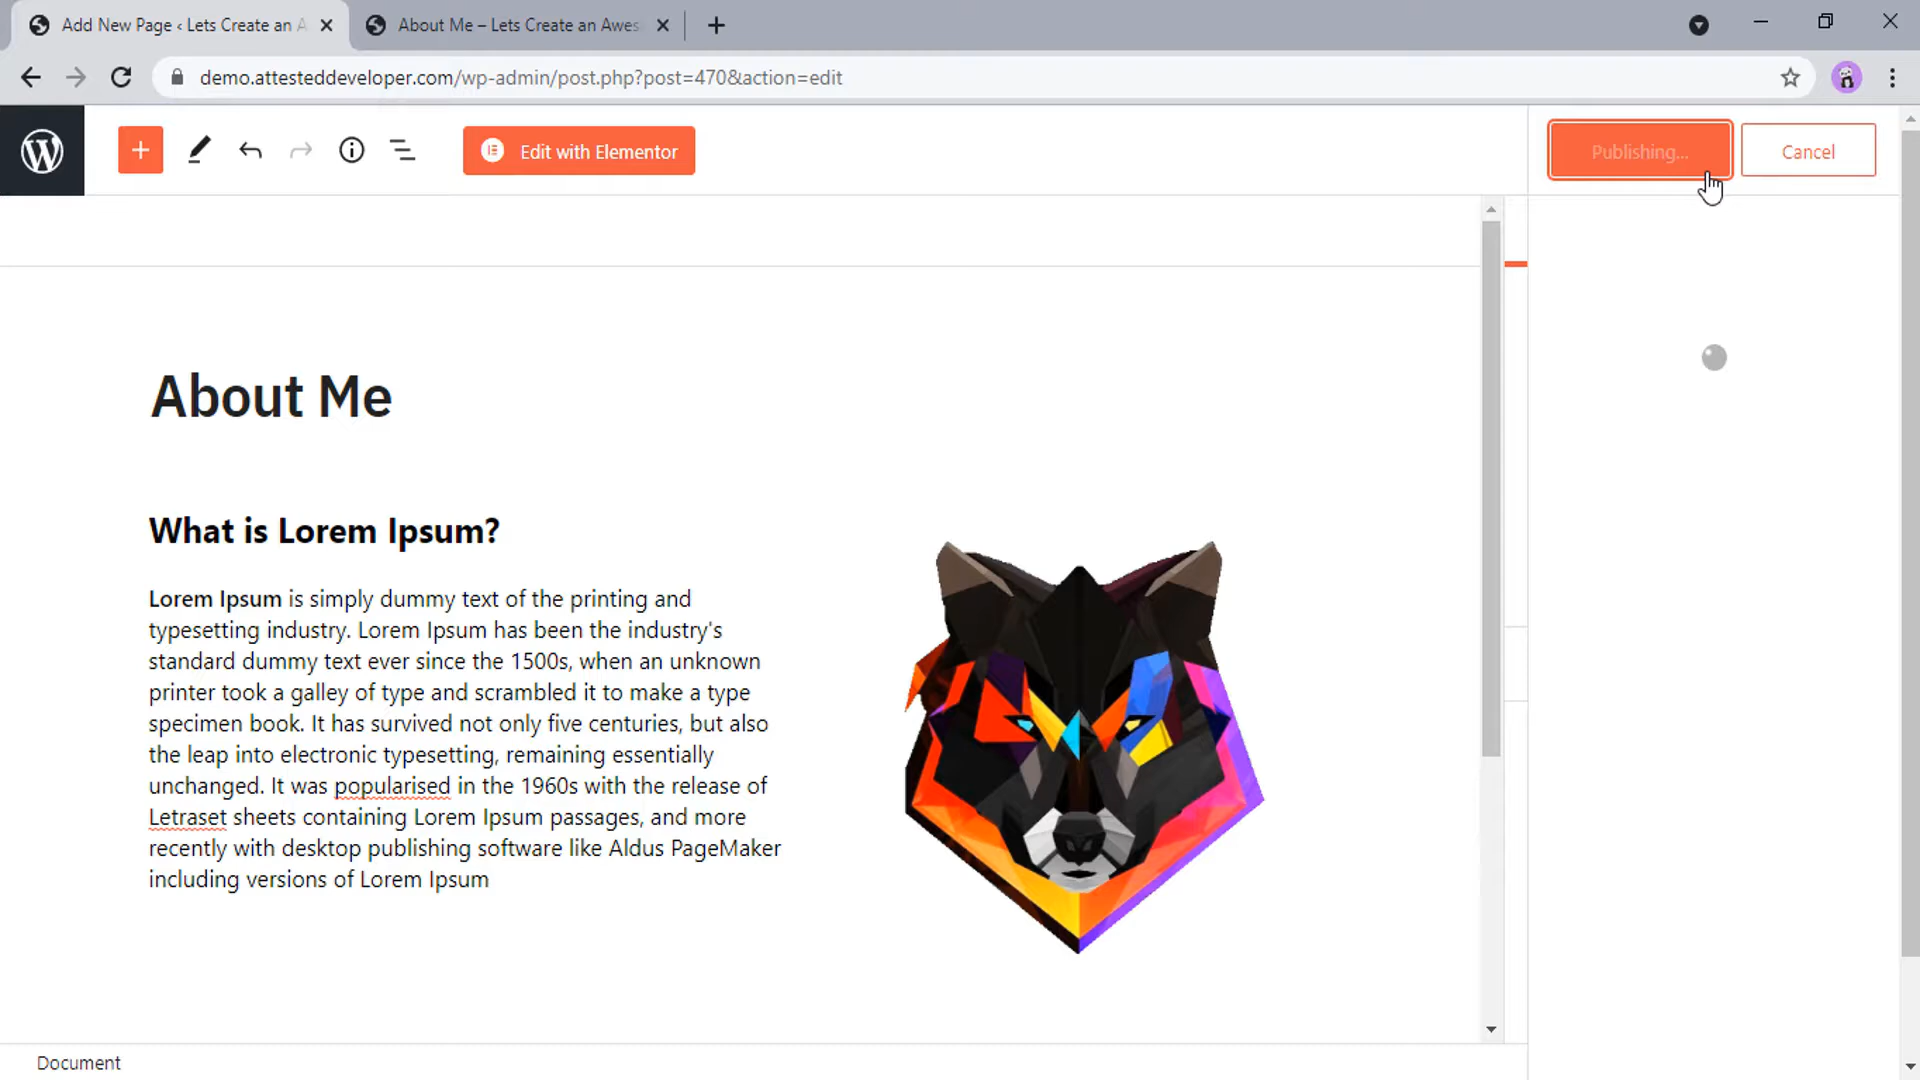 Add New Page ‹ Lets Create an A
About Me – Lets Create an Awes
demo.attesteddeveloper.com/wp-admin/post.php?post=470&action=edit
Edit with Elementor
Publishing...
Cancel
About Me
What is Lorem Ipsum?
Lorem Ipsum is simply dummy text of the printing and
typesetting industry. Lorem Ipsum has been the industry's
standard dummy text ever since the 1500s, when an unknown
printer took a galley of type and scrambled it to make a type
specimen book. It has survived not only five centuries, but also
the leap into electronic typesetting, remaining essentially
unchanged. It was popularised in the 1960s with the release of
Letraset sheets containing Lorem Ipsum passages, and more
recently with desktop publishing software like Aldus PageMaker
including versions of Lorem Ipsum
Document